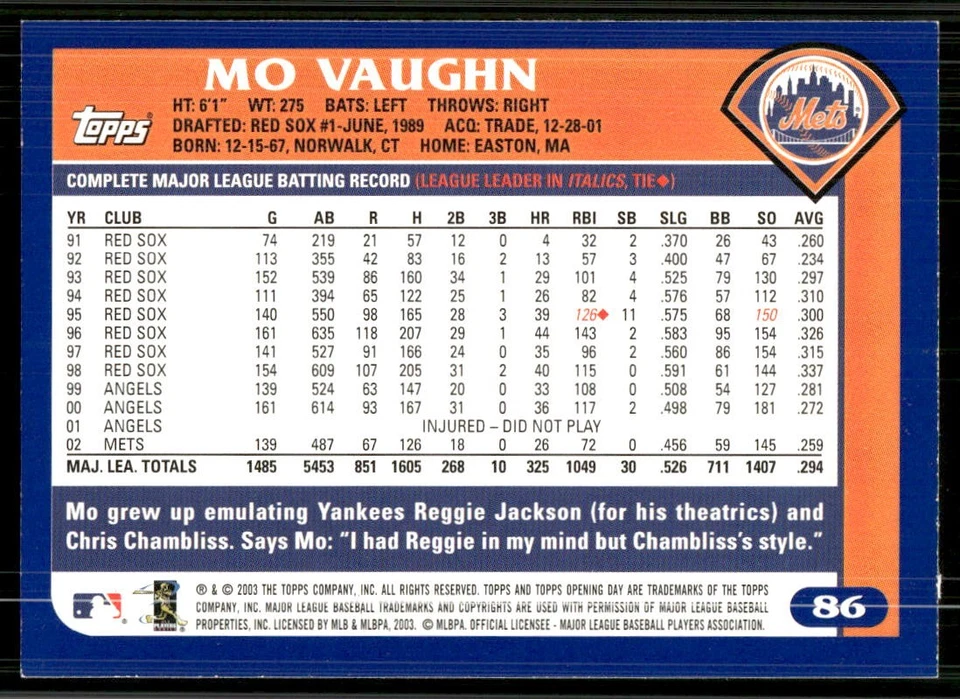 MO VAUGHN
Mets
topps
HT: 6'1" WT: 275 BATS: LEFT THROWS: RIGHT
DRAFTED: RED SOX #1-JUNE, 1989 ACQ: TRADE, 12-28-01
BORN: 12-15-67, NORWALK, CT HOME: EASTON, MA
COMPLETE MAJOR LEAGUE BATTING RECORD (LEAGUE LEADER IN ITALICS, TIE◆)
YR CLUB G AB R H 2B 3B HR RBI SB SLG BB SO AVG
91 RED SOX 74 219 21 57 12 0 4 32 2 .370 26 43 .260
92 RED SOX 113 355 42 83 16 2 13 57 3 .400 47 67 .234
93 RED SOX 152 539 86 160 34 1 29 101 4 .525 79 130 .297
94 RED SOX 111 394 65 122 25 1 26 82 4 .576 57 112 .310
95 RED SOX 140 550 98 165 28 3 39 126◆ 11 .575 68 150 .300
96 RED SOX 161 635 118 207 29 1 44 143 2 .583 95 154 .326
97 RED SOX 141 527 91 166 24 0 35 96 2 .560 86 154 .315
98 RED SOX 154 609 107 205 31 2 40 115 0 .591 61 144 .337
99 ANGELS 139 524 63 147 20 0 33 108 0 .508 54 127 .281
00 ANGELS 161 614 93 167 31 0 36 117 2 .498 79 181 .272
01 ANGELS INJURED – DID NOT PLAY
02 METS 139 487 67 126 18 0 26 72 0 .456 59 145 .259
MAJ. LEA. TOTALS 1485 5453 851 1605 268 10 325 1049 30 .526 711 1407 .294
Mo grew up emulating Yankees Reggie Jackson (for his theatrics) and
Chris Chambliss. Says Mo: "I had Reggie in my mind but Chambliss's style."
® & © 2003 THE TOPPS COMPANY, INC. ALL RIGHTS RESERVED. TOPPS AND TOPPS OPENING DAY ARE TRADEMARKS OF THE TOPPS
COMPANY, INC. MAJOR LEAGUE BASEBALL TRADEMARKS AND COPYRIGHTS ARE USED WITH PERMISSION OF MAJOR LEAGUE BASEBALL
PROPERTIES, INC. LICENSED BY MLB & MLBPA, 2003. © MLBPA. OFFICIAL LICENSEE - MAJOR LEAGUE BASEBALL PLAYERS ASSOCIATION.
86